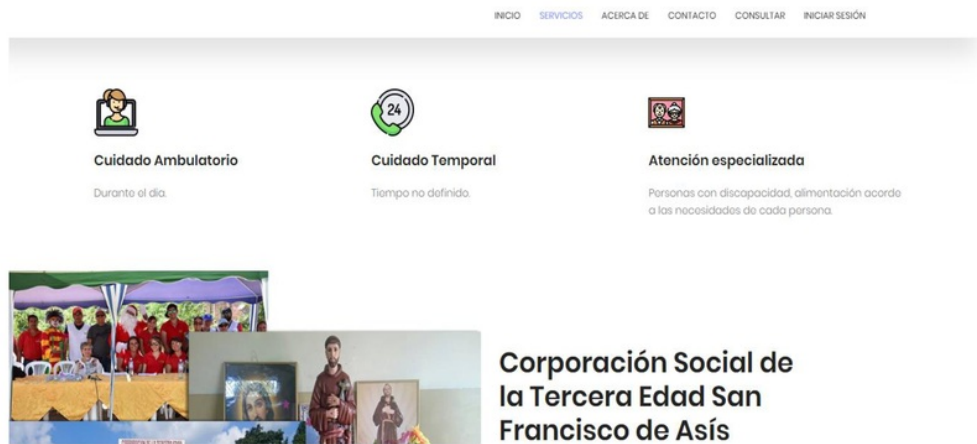 INICIO SERVICIOS ACERCA DE CONTACTO CONSULTAR INICIAR SESIÓN
24
Cuidado Ambulatorio
Durante el día.
Cuidado Temporal
Tiempo no definido.
Atención especializada
Personas con discapacidad, alimentación acorde
a las necesidades de cada persona.
Corporación Social de
la Tercera Edad San
Francisco de Asís